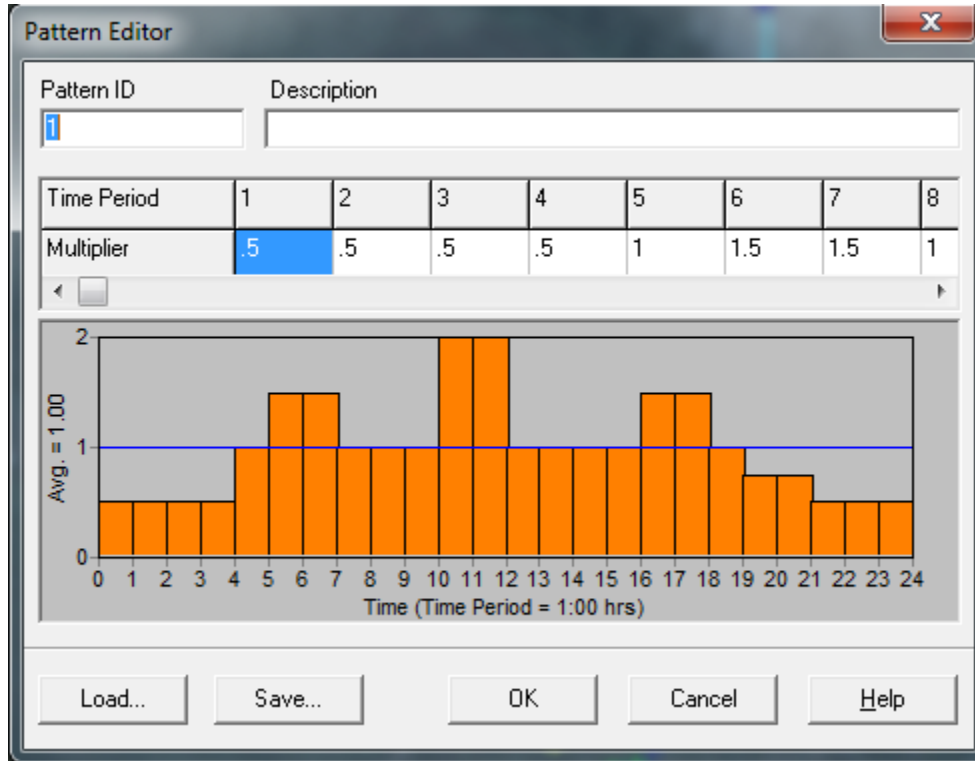 Pattern Editor
Pattern ID Description
1
Time Period 1 2 3 4 5 6 7 8
Multiplier .5 .5 .5 .5 1 1.5 1.5 1
2
1
0
Avg. = 1.00
0 1 2 3 4 5 6 7 8 9 10 11 12 13 14 15 16 17 18 19 20 21 22 23 24
Time (Time Period = 1:00 hrs)
Load... Save... OK Cancel Help